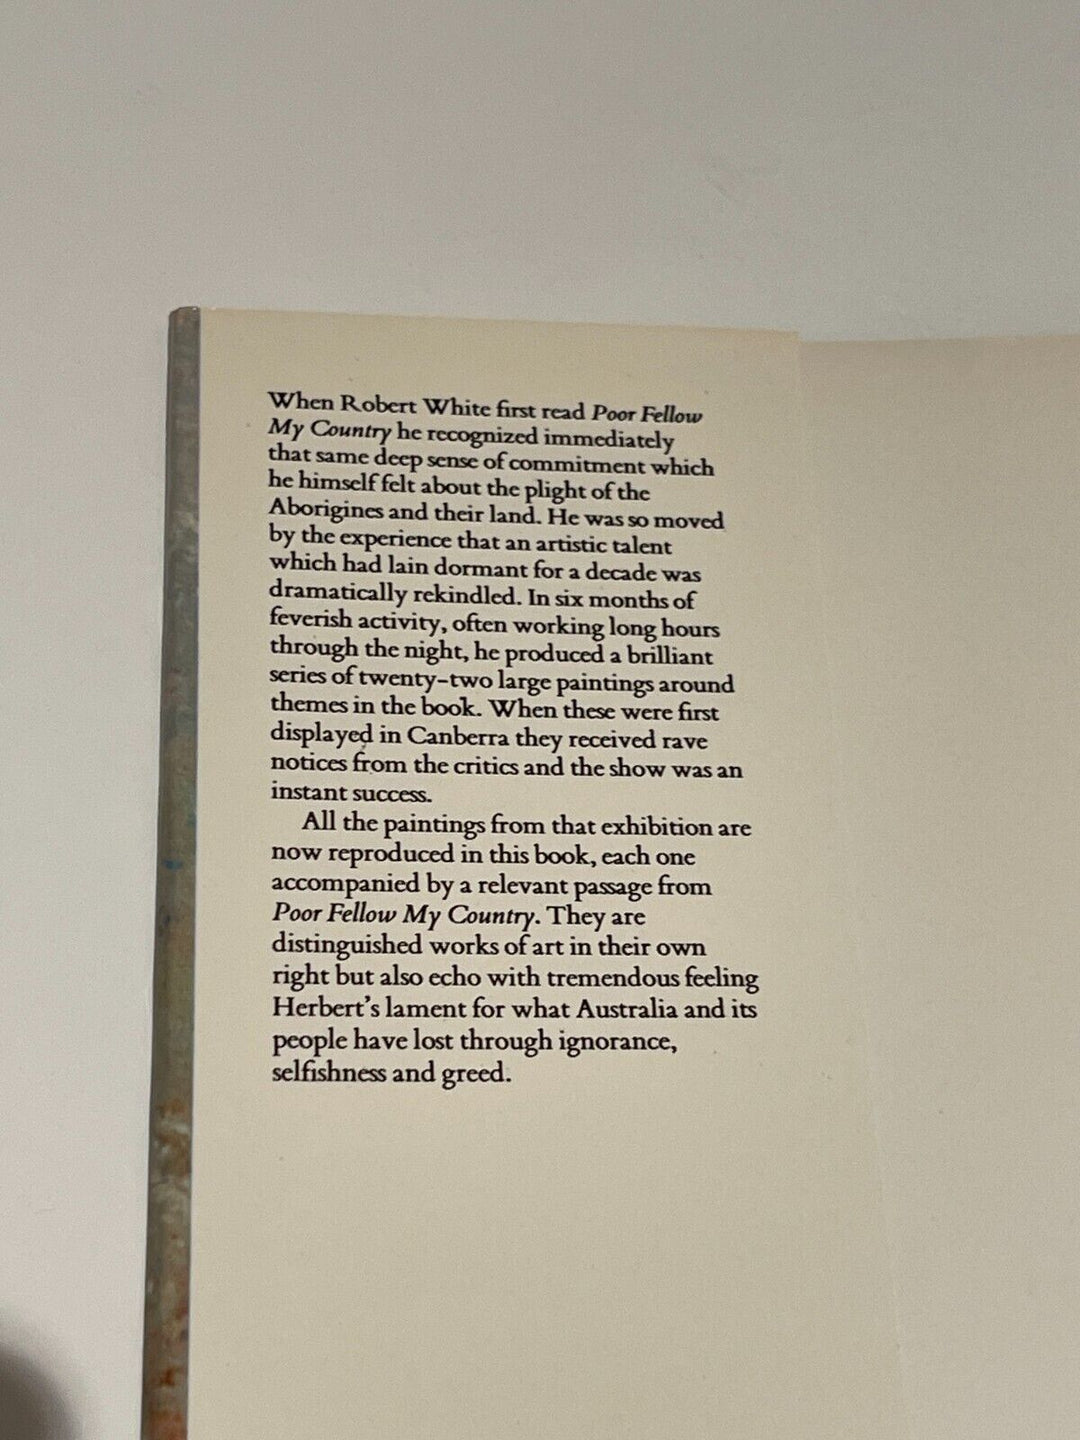 When Robert White first read Poor Fellow
My Country he recognized immediately
that same deep sense of commitment which
he himself felt about the plight of the
Aborigines and their land. He was so moved
by the experience that an artistic talent
which had lain dormant for a decade was
dramatically rekindled. In six months of
feverish activity, often working long hours
through the night, he produced a brilliant
series of twenty-two large paintings around
themes in the book. When these were first
displayed in Canberra they received rave
notices from the critics and the show was an
instant success.
All the paintings from that exhibition are
now reproduced in this book, each one
accompanied by a relevant passage from
Poor Fellow My Country. They are
distinguished works of art in their own
right but also echo with tremendous feeling
Herbert's lament for what Australia and its
people have lost through ignorance,
selfishness and greed.